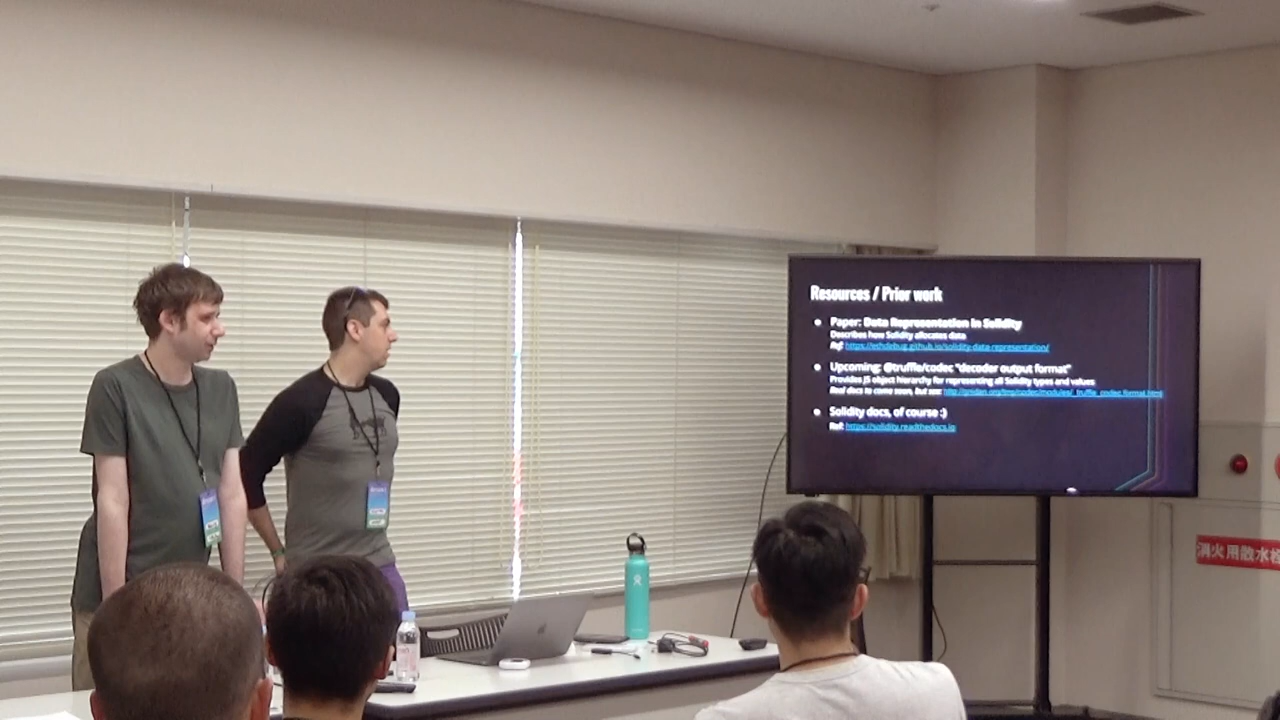 Resources / Prior work
● Paper: Data Representation in Solidity
Describes how Solidity allocates data
Ref: https://ethdebug.github.io/solidity-data-representation/
● Upcoming: @truffle/codec "decoder output format"
Provides JS object hierarchy for representing all Solidity types and values
Real docs to come soon, but see:
● Solidity docs, of course :)
Ref: https://solidity.readthedocs.io
消火用散水栓